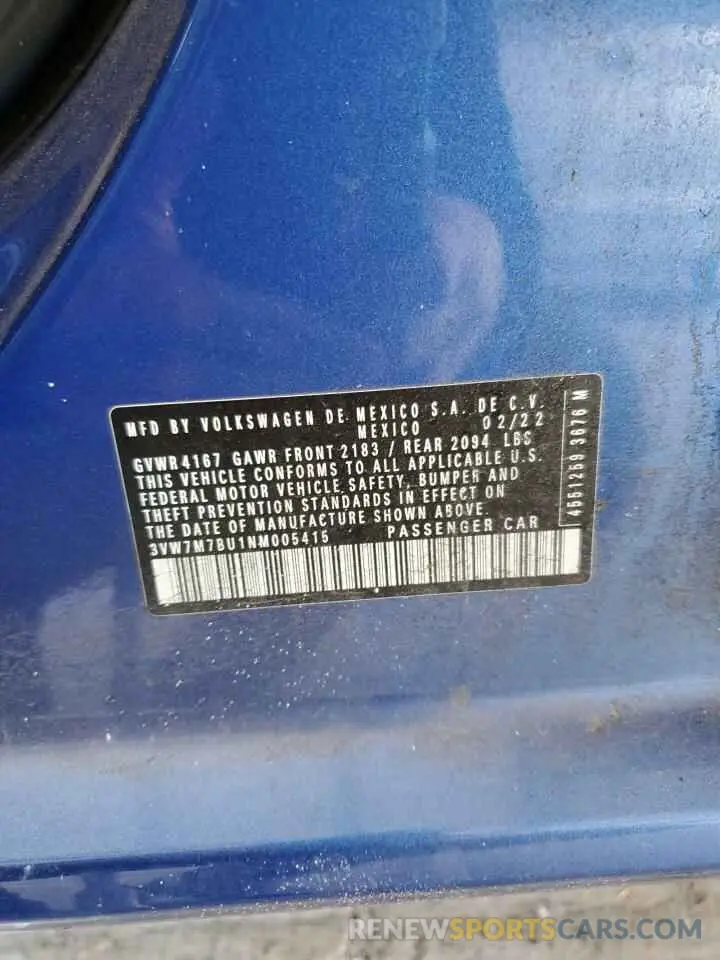 MFD BY VOLKSWAGEN DE MEXICO S.A. DE C.V.
MEXICO 02/22
GVWR 4167 GAWR FRONT 2183 / REAR 2094 LBS
THIS VEHICLE CONFORMS TO ALL APPLICABLE U.S.
FEDERAL MOTOR VEHICLE SAFETY, BUMPER AND
THEFT PREVENTION STANDARDS IN EFFECT ON
THE DATE OF MANUFACTURE SHOWN ABOVE.
3VW7M7BU1NM005415 PASSENGER CAR
4551259 3676 M
RENEWSPORTSCARS.COM